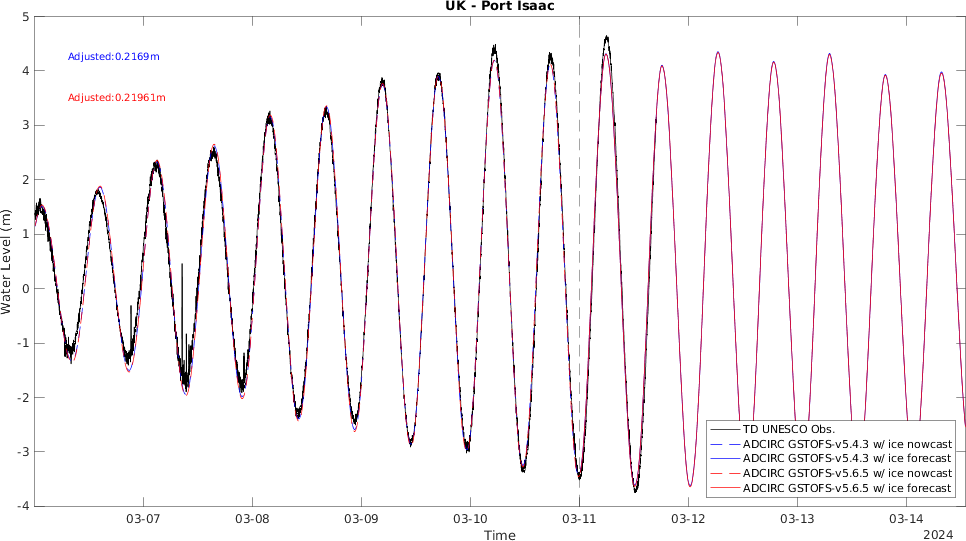 UK - Port Isaac
Adjusted:0.2169m
Adjusted:0.21961m
Water Level (m)
5
4
3
2
1
0
-1
-2
-3
-4
TD UNESCO Obs.
ADCIRC GSTOFS-v5.4.3 w/ ice nowcast
ADCIRC GSTOFS-v5.4.3 w/ ice forecast
ADCIRC GSTOFS-v5.6.5 w/ ice nowcast
ADCIRC GSTOFS-v5.6.5 w/ ice forecast
03-07 03-08 03-09 03-10 03-11 03-12 03-13 03-14
Time
2024